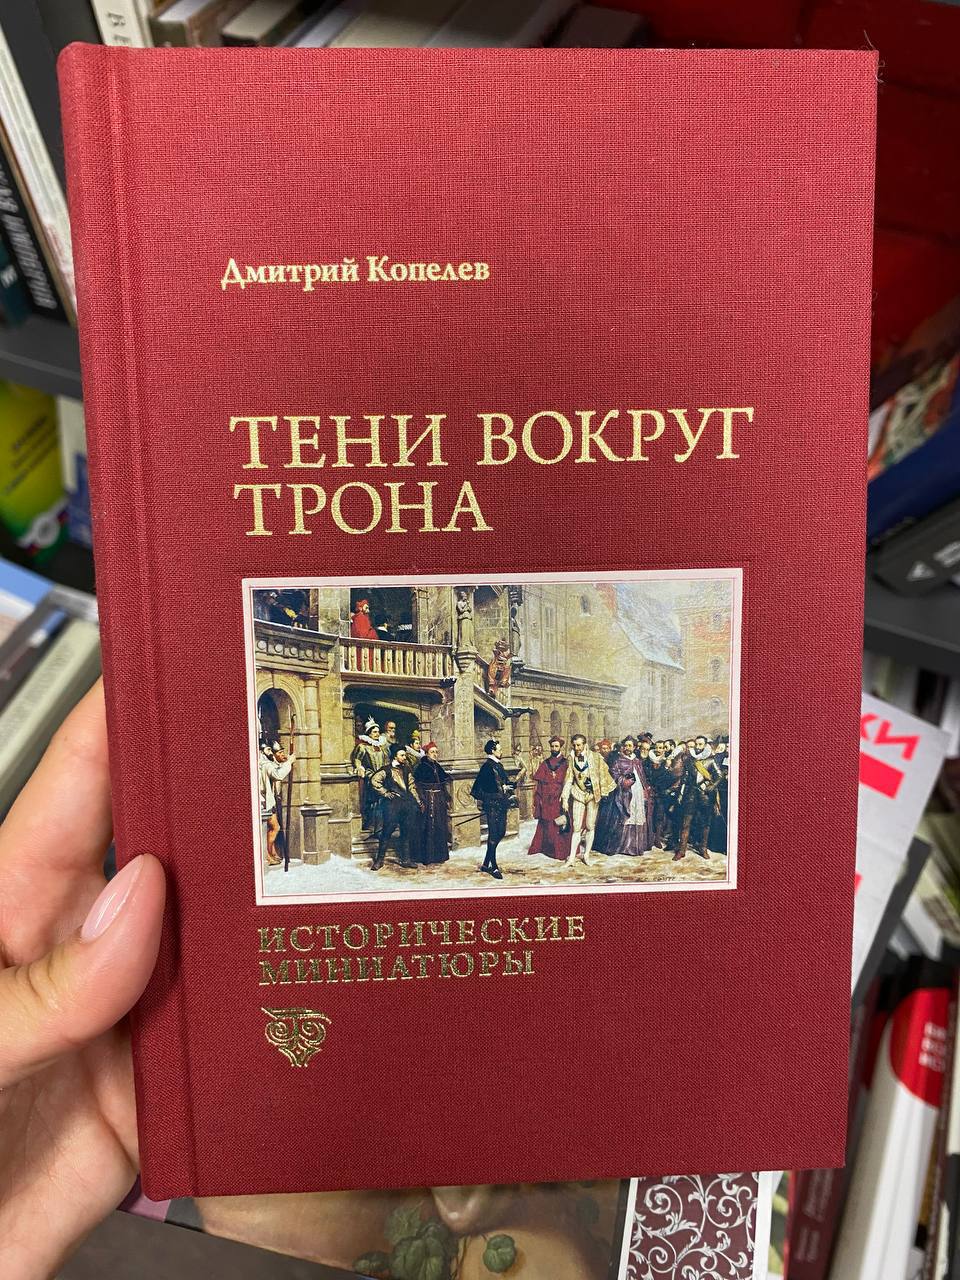 Дмитрий Копелев
ТЕНИ ВОКРУГ
ТРОНА
ИСТОРИЧЕСКИЕ
МИНИАТЮРЫ